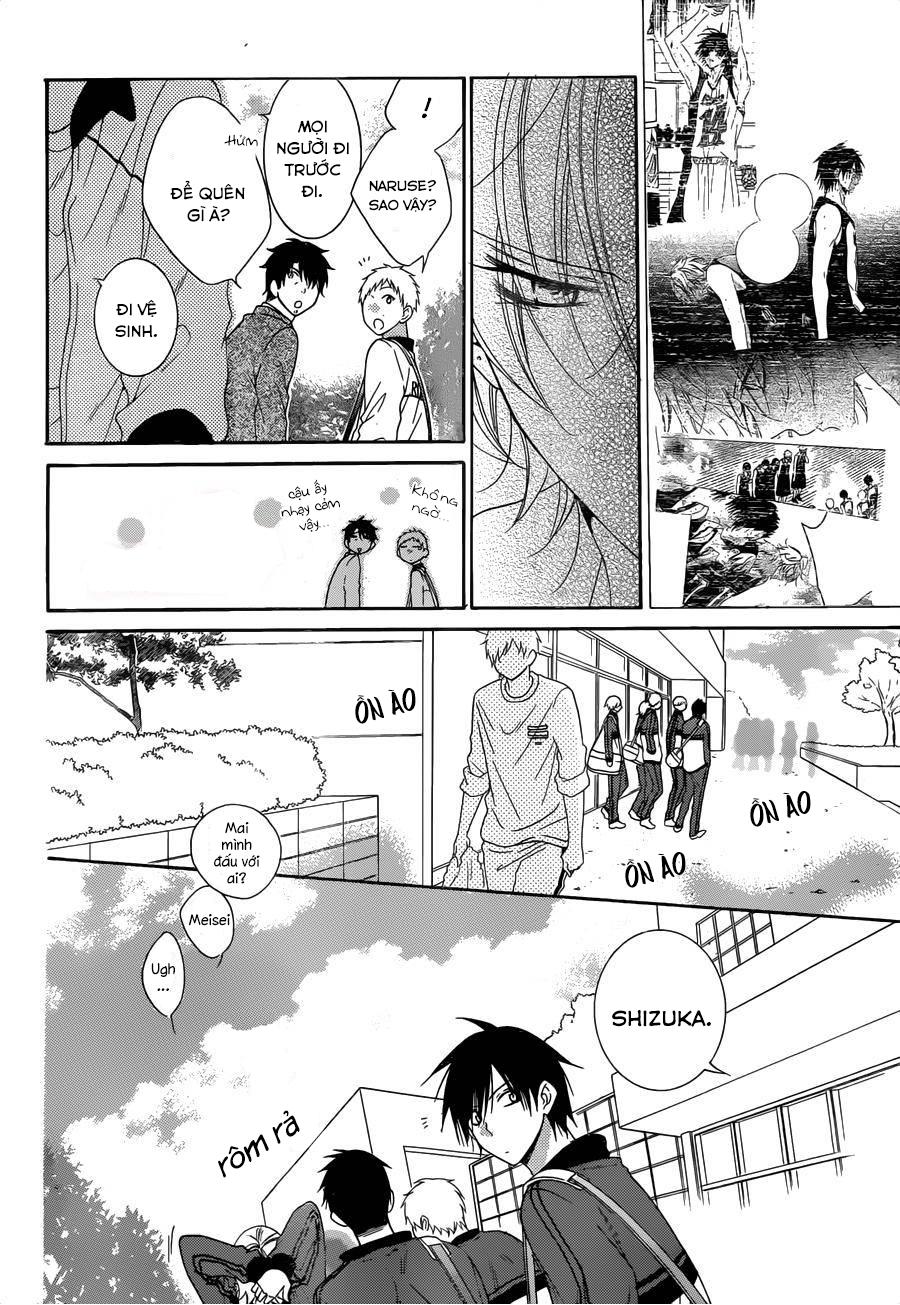 !
NARUSE?
SAO VẬY?
MỌI
NGƯỜI ĐI
TRƯỚC
ĐI.
Hửm
ĐỂ QUÊN
GÌ À?
ĐI VỆ
SINH.
Không
ngờ...
cậu ấy
nhạy cảm
vậy...
ỒN ÀO
ỒN ÀO
ỒN ÀO
Mai
mình
đấu với
ai?
Meisei
Ugh
...
SHIZUKA.
rôm rả